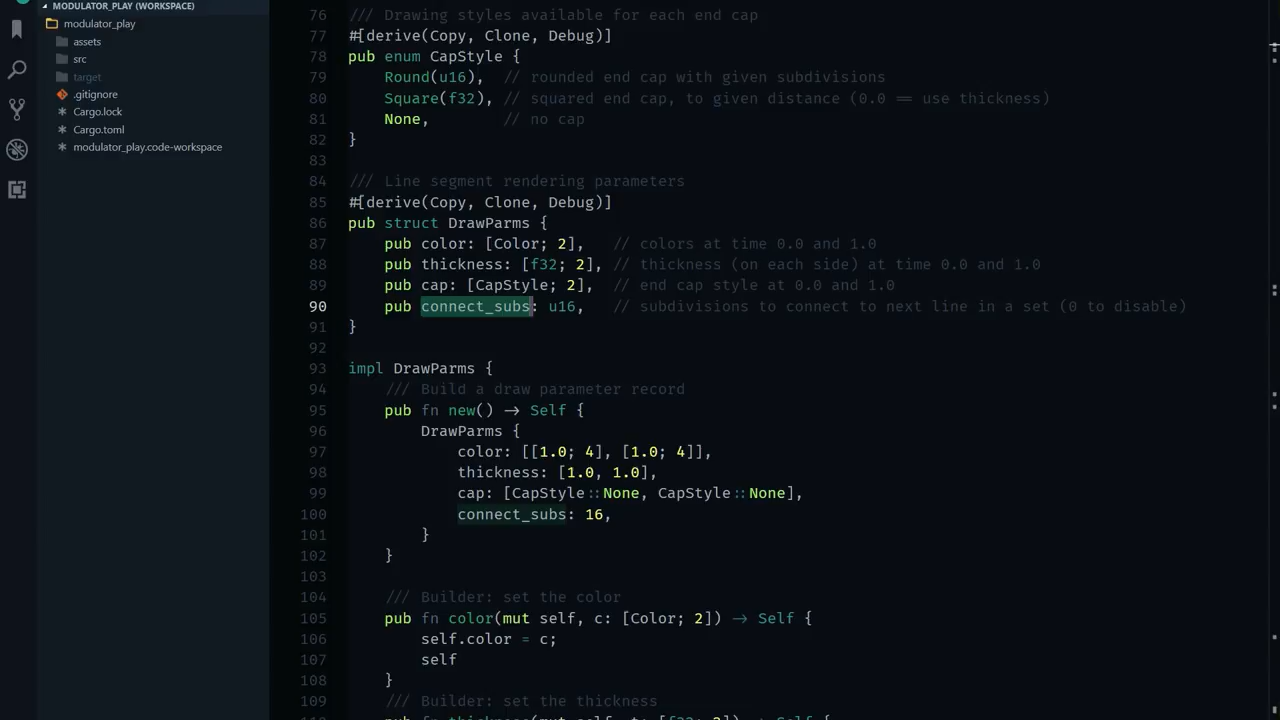 MODULATOR_PLAY (WORKSPACE)
modulator_play
assets
src
target
.gitignore
Cargo.lock
Cargo.toml
modulator_play.code-workspace
76 /// Drawing styles available for each end cap
77 #[derive(Copy, Clone, Debug)]
78 pub enum CapStyle {
79 Round(u16), // rounded end cap with given subdivisions
80 Square(f32), // squared end cap, to given distance (0.0 == use thickness)
81 None, // no cap
82 }
83
84 /// Line segment rendering parameters
85 #[derive(Copy, Clone, Debug)]
86 pub struct DrawParms {
87 pub color: [Color; 2], // colors at time 0.0 and 1.0
88 pub thickness: [f32; 2], // thickness (on each side) at time 0.0 and 1.0
89 pub cap: [CapStyle; 2], // end cap style at 0.0 and 1.0
90 pub connect_subs: u16, // subdivisions to connect to next line in a set (0 to disable)
91 }
92
93 impl DrawParms {
94 /// Build a draw parameter record
95 pub fn new() -> Self {
96 DrawParms {
97 color: [[1.0; 4], [1.0; 4]],
98 thickness: [1.0, 1.0],
99 cap: [CapStyle::None, CapStyle::None],
100 connect_subs: 16,
101 }
102 }
103
104 /// Builder: set the color
105 pub fn color(mut self, c: [Color; 2]) -> Self {
106 self.color = c;
107 self
108 }
109 /// Builder: set the thickness
110 pub fn thickness(mut self, t: [f32; 2]) -> Self {